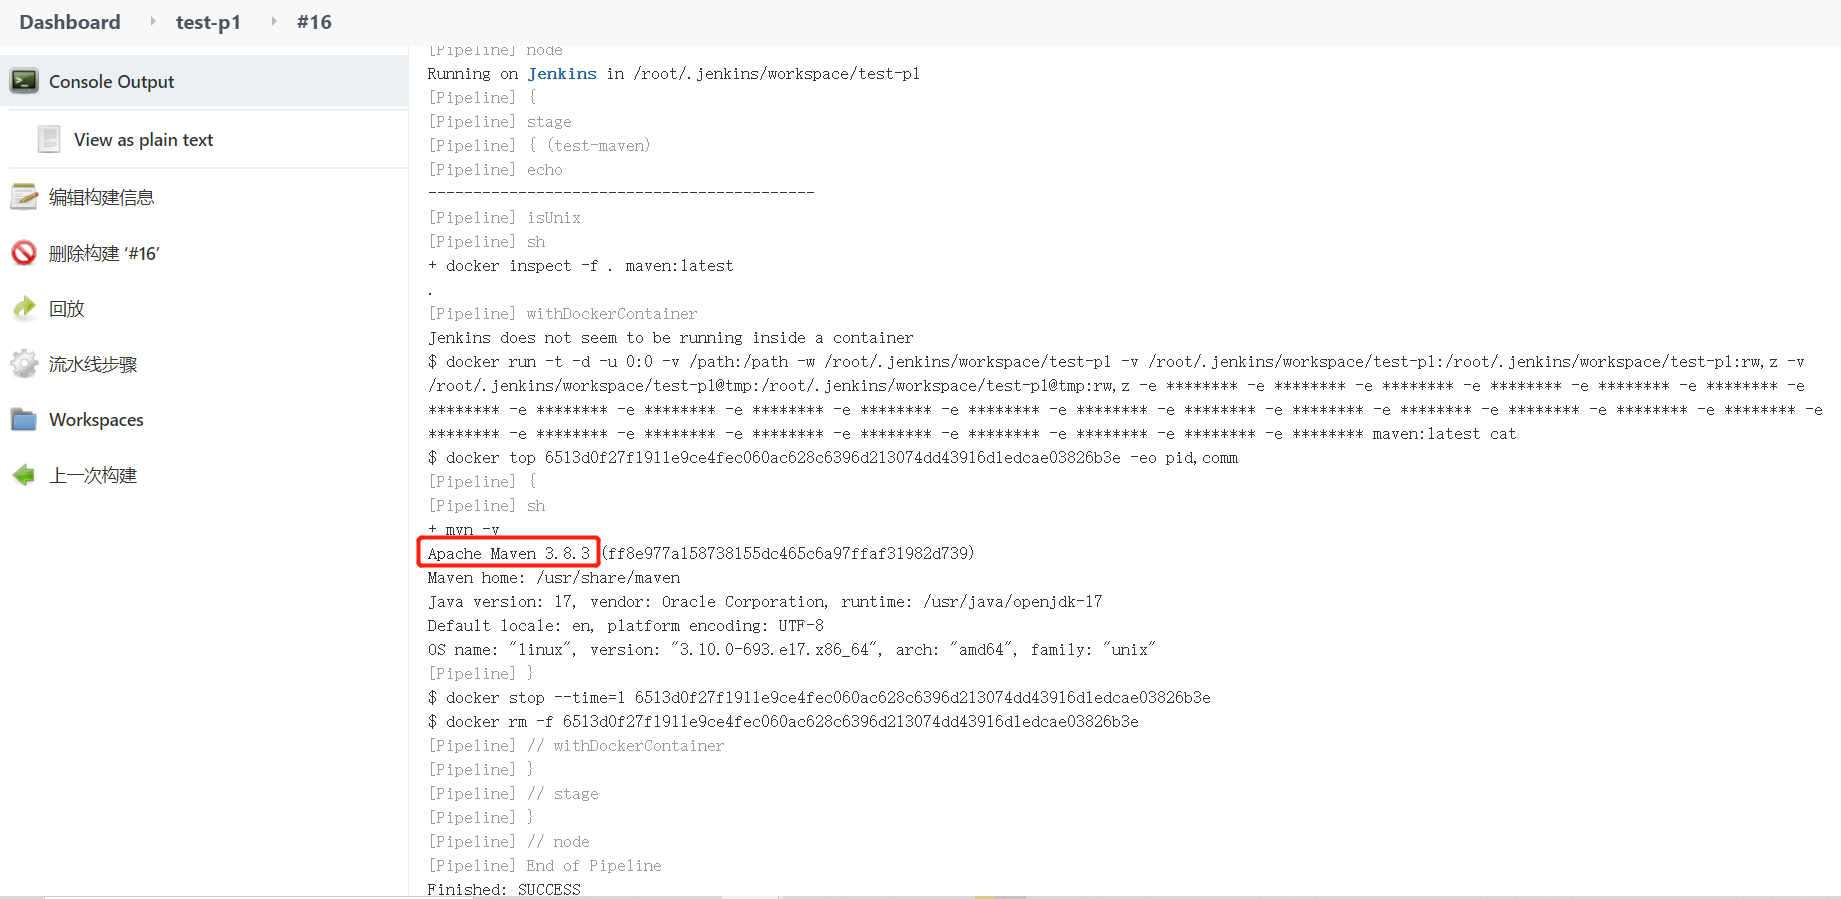 Dashboard test-p1 #16
Console Output
View as plain text
编辑构建信息
删除构建 ‘#16’
回放
流水线步骤
Workspaces
上一次构建
[Pipeline] node
Running on Jenkins in /root/.jenkins/workspace/test-p1
[Pipeline] {
[Pipeline] stage
[Pipeline] { (test-maven)
[Pipeline] echo
-------------------------------------------
[Pipeline] isUnix
[Pipeline] sh
+ docker inspect -f . maven:latest
.
[Pipeline] withDockerContainer
Jenkins does not seem to be running inside a container
$ docker run -t -d -u 0:0 -v /path:/path -w /root/.jenkins/workspace/test-p1 -v /root/.jenkins/workspace/test-p1:/root/.jenkins/workspace/test-p1:rw,z -v
/root/.jenkins/workspace/test-p1@tmp:/root/.jenkins/workspace/test-p1@tmp:rw,z -e ******** -e ******** -e ******** -e ******** -e ******** -e ******** -e
******** -e ******** -e ******** -e ******** -e ******** -e ******** -e ******** -e ******** -e ******** -e ******** -e ******** -e ******** -e ******** -e
******** -e ******** -e ******** -e ******** -e ******** -e ******** -e ******** -e ******** -e ******** maven:latest cat
$ docker top 6513d0f27f1911e9ce4fec060ac628c6396d213074dd43916d1edcae03826b3e -eo pid,comm
[Pipeline] {
[Pipeline] sh
+ mvn -v
Apache Maven 3.8.3 (ff8e977a158738155dc465c6a97ffaf31982d739)
Maven home: /usr/share/maven
Java version: 17, vendor: Oracle Corporation, runtime: /usr/java/openjdk-17
Default locale: en, platform encoding: UTF-8
OS name: "linux", version: "3.10.0-693.el7.x86_64", arch: "amd64", family: "unix"
[Pipeline] }
$ docker stop --time=1 6513d0f27f1911e9ce4fec060ac628c6396d213074dd43916d1edcae03826b3e
$ docker rm -f 6513d0f27f1911e9ce4fec060ac628c6396d213074dd43916d1edcae03826b3e
[Pipeline] // withDockerContainer
[Pipeline] }
[Pipeline] // stage
[Pipeline] }
[Pipeline] // node
[Pipeline] End of Pipeline
Finished: SUCCESS